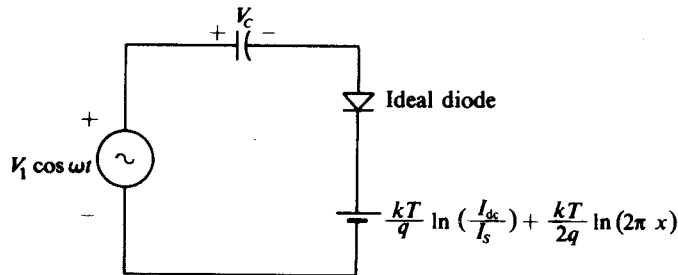 V_c
+ −
Ideal diode
+
V_1 cos ωt
~
−
kT/q ln (I_dc/I_s) + kT/2q ln (2π x)